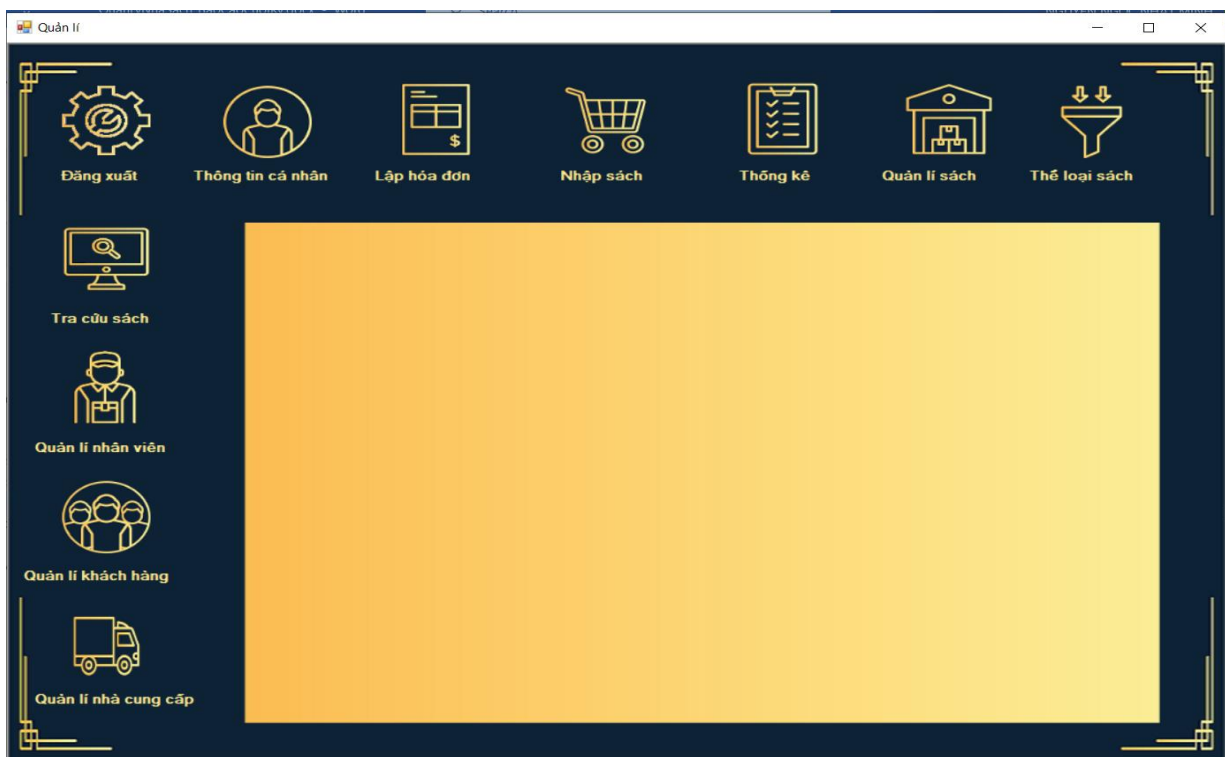 Quản lí
Đăng xuất
Thông tin cá nhân
Lập hóa đơn
$
Nhập sách
Thống kê
Quản lí sách
Thể loại sách
Tra cứu sách
Quản lí nhân viên
Quản lí khách hàng
Quản lí nhà cung cấp